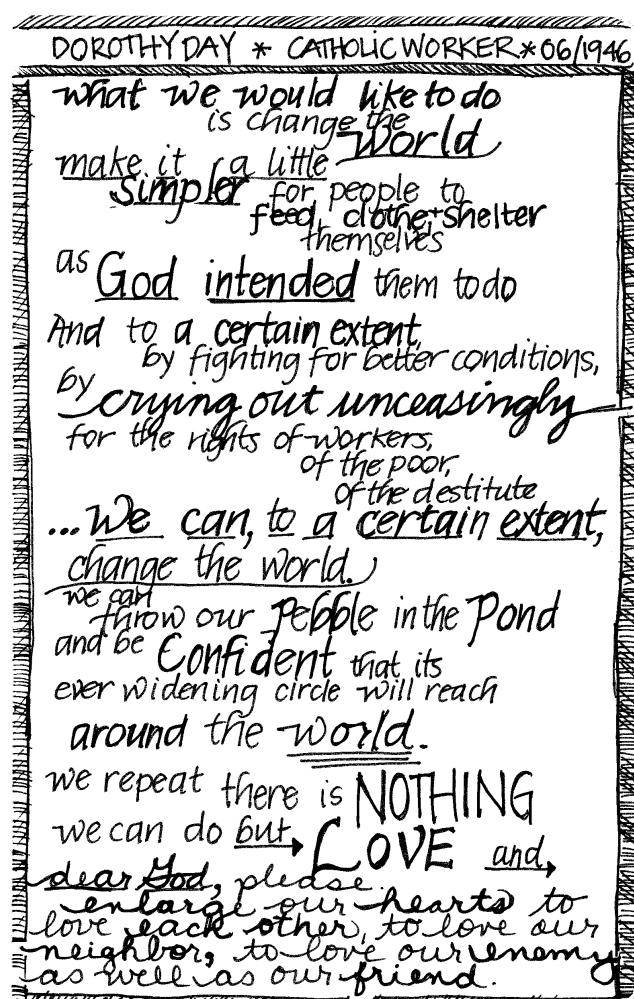 DOROTHY DAY * CATHOLIC WORKER * 06/1946
what we would like to do
is change the
world
make it a little
simpler for people to
feed, clothe, + shelter
themselves
as God intended them to do
And to a certain extent,
by fighting for better conditions,
by crying out unceasingly
for the rights of workers,
of the poor,
of the destitute
...We can, to a certain extent,
change the world.
we can
throw our Pebble in the Pond
and be Confident that its
ever widening circle will reach
around the world.
we repeat there is NOTHING
we can do but LOVE and
dear God, please
enlarge our hearts to
love each other, to love our
neighbor, to love our enemy
as well as our friend.